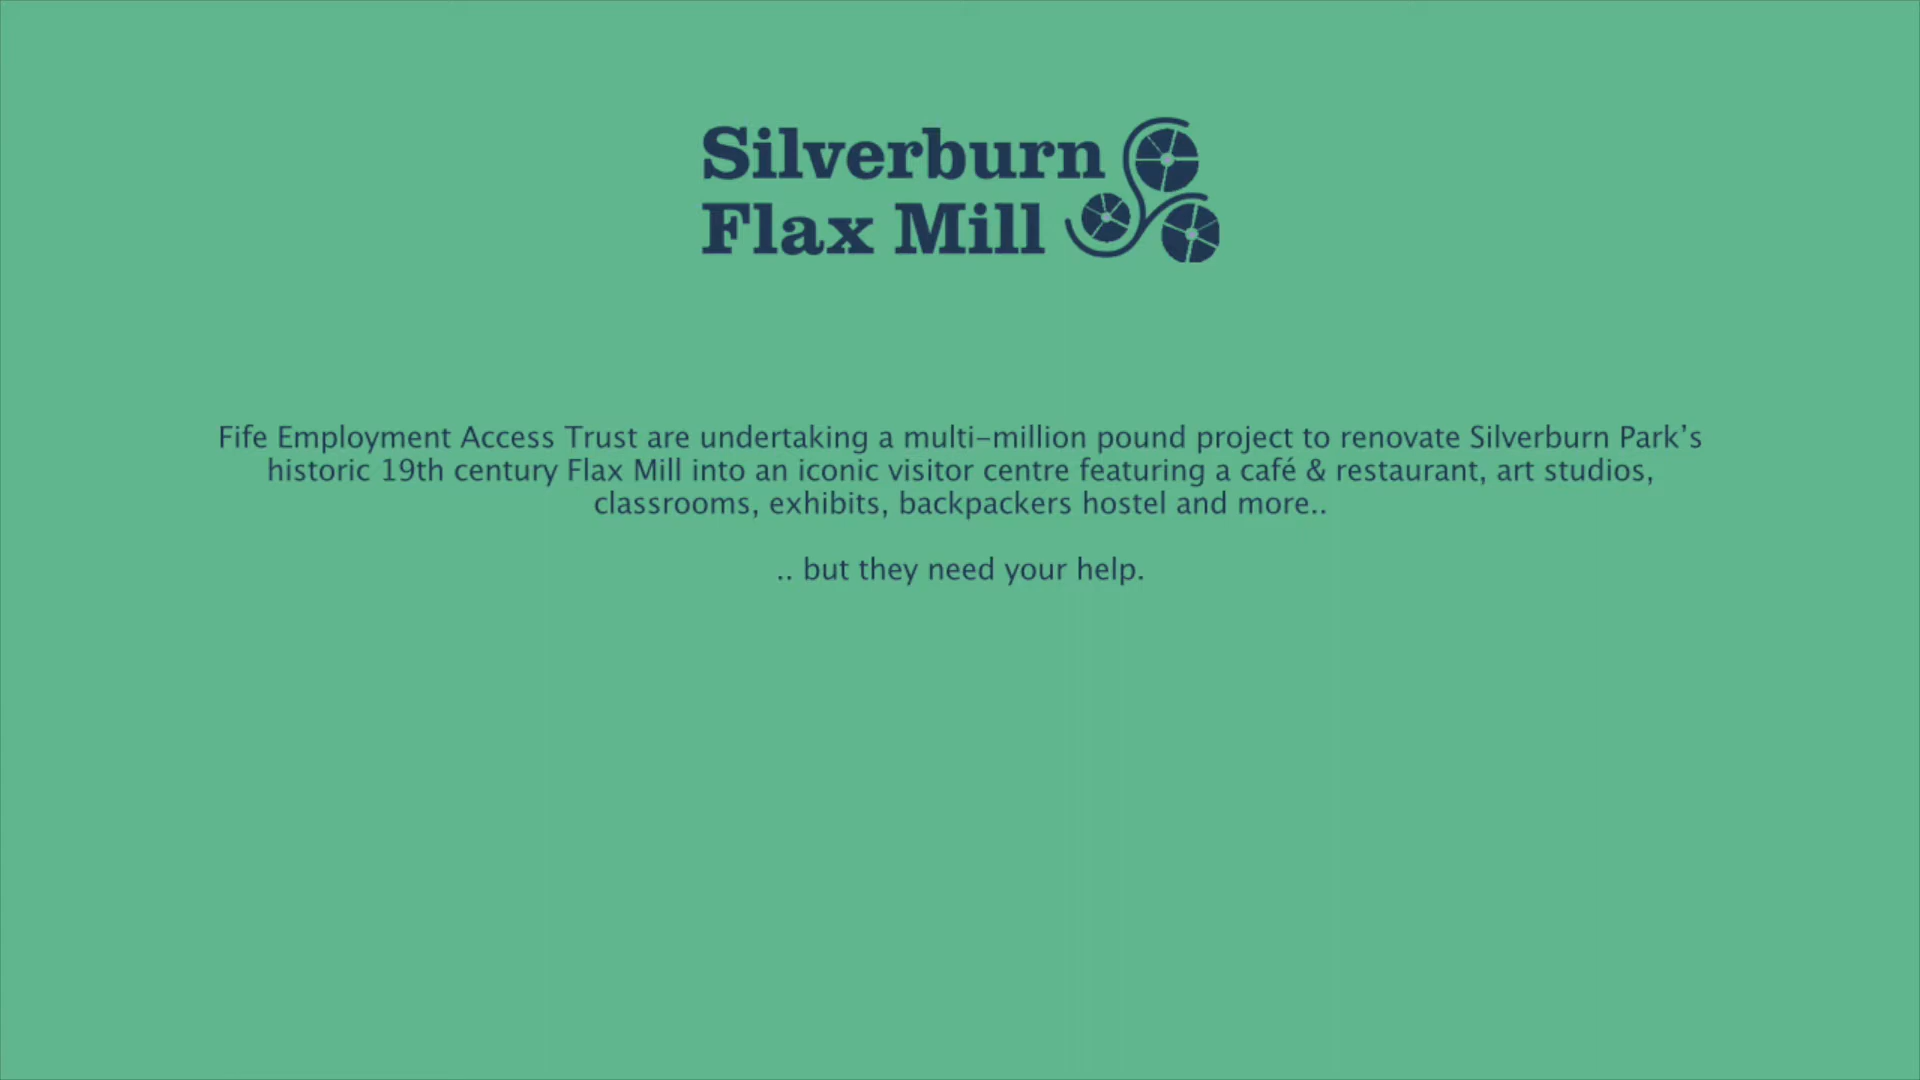 Silverburn
Flax Mill
Fife Employment Access Trust are undertaking a multi-million pound project to renovate Silverburn Park’s
historic 19th century Flax Mill into an iconic visitor centre featuring a café & restaurant, art studios,
classrooms, exhibits, backpackers hostel and more..
.. but they need your help.